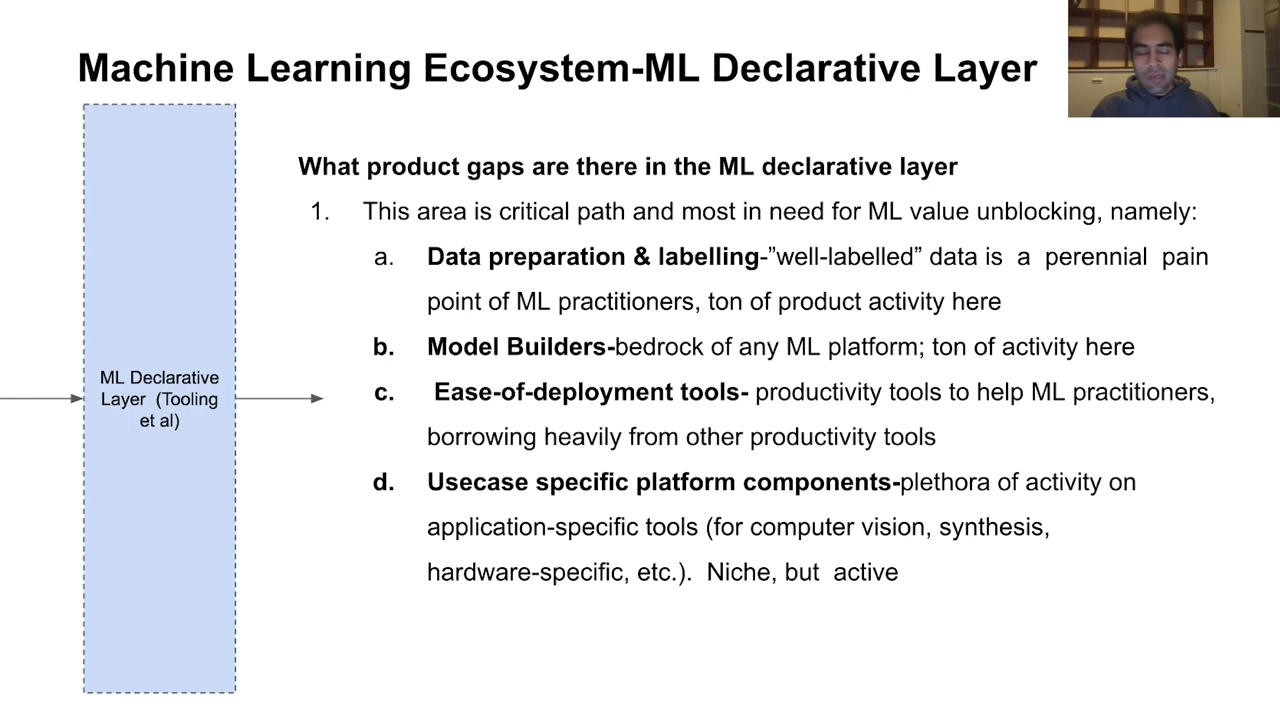 Machine Learning Ecosystem-ML Declarative Layer
What product gaps are there in the ML declarative layer
1. This area is critical path and most in need for ML value unblocking, namely:
a. Data preparation & labelling-”well-labelled” data is a perennial pain
point of ML practitioners, ton of product activity here
b. Model Builders-bedrock of any ML platform; ton of activity here
c. Ease-of-deployment tools- productivity tools to help ML practitioners,
borrowing heavily from other productivity tools
d. Usecase specific platform components-plethora of activity on
application-specific tools (for computer vision, synthesis,
hardware-specific, etc.). Niche, but active
ML Declarative
Layer (Tooling
et al)